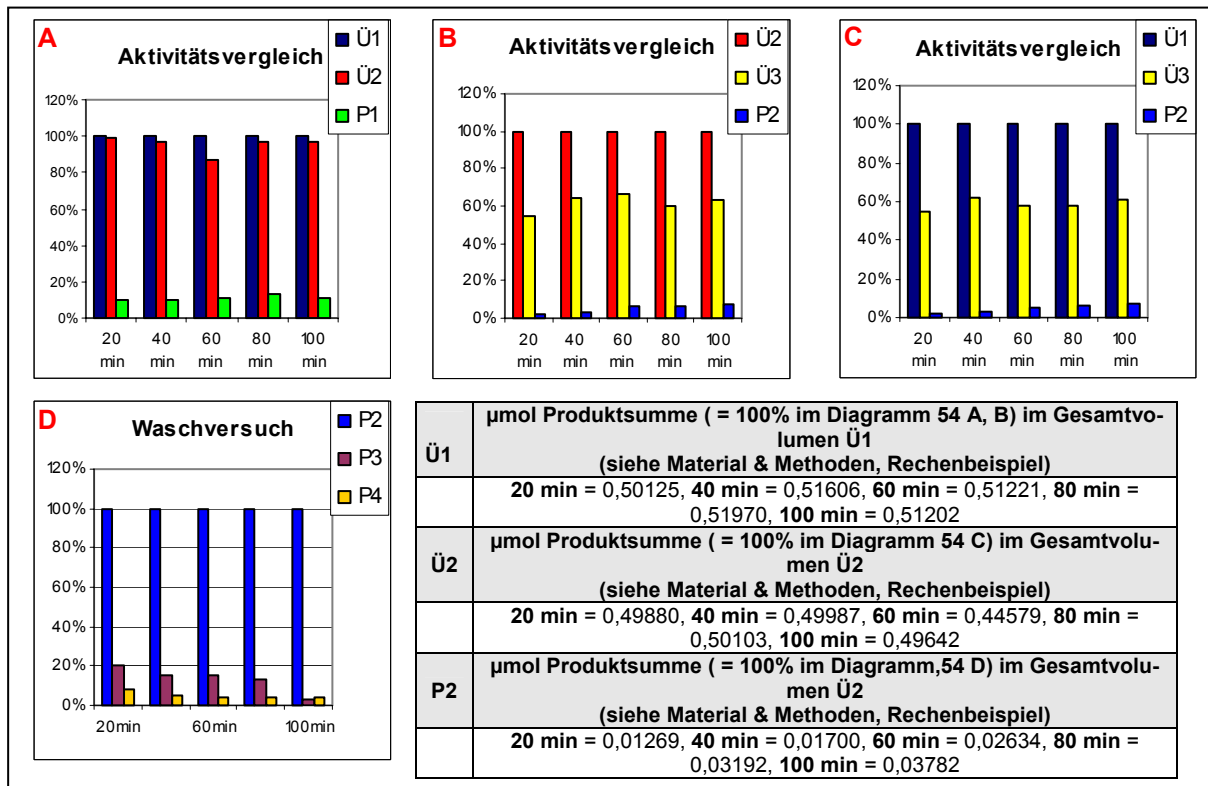 A
Aktivitätsvergleich
Ü1
Ü2
P1
120%
100%
80%
60%
40%
20%
0%
20 40 60 80 100
min min min min min
B
Aktivitätsvergleich
Ü2
Ü3
P2
120%
100%
80%
60%
40%
20%
0%
20 40 60 80 100
min min min min min
C
Aktivitätsvergleich
Ü1
Ü3
P2
120%
100%
80%
60%
40%
20%
0%
20 40 60 80 100
min min min min min
D
Waschversuch
P2
P3
P4
120%
100%
80%
60%
40%
20%
0%
20min 60min 100min
Ü1
µmol Produktsumme ( = 100% im Diagramm 54 A, B) im Gesamtvo-
lumen Ü1
(siehe Material & Methoden, Rechenbeispiel)
20 min = 0,50125, 40 min = 0,51606, 60 min = 0,51221, 80 min =
0,51970, 100 min = 0,51202
Ü2
µmol Produktsumme ( = 100% im Diagramm 54 C) im Gesamtvolu-
men Ü2
(siehe Material & Methoden, Rechenbeispiel)
20 min = 0,49880, 40 min = 0,49987, 60 min = 0,44579, 80 min =
0,50103, 100 min = 0,49642
P2
µmol Produktsumme ( = 100% im Diagramm,54 D) im Gesamtvolu-
men Ü2
(siehe Material & Methoden, Rechenbeispiel)
20 min = 0,01269, 40 min = 0,01700, 60 min = 0,02634, 80 min =
0,03192, 100 min = 0,03782